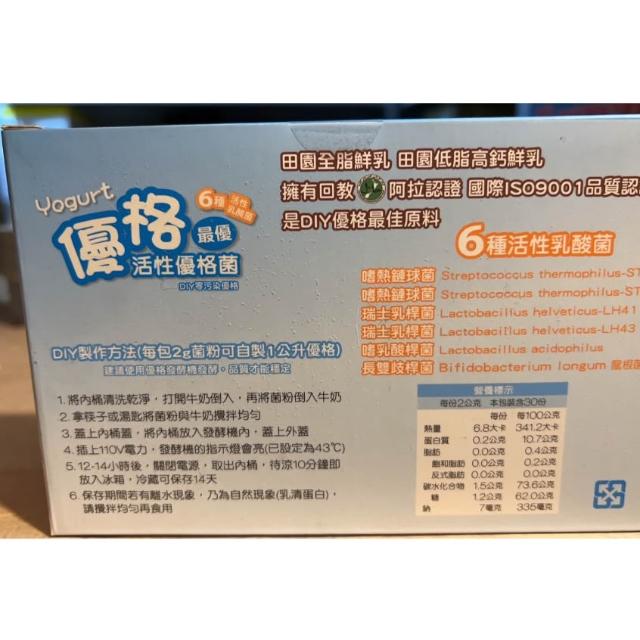 田園全脂鮮乳 田園低脂高鈣鮮乳
擁有回教 阿拉認證 國際ISO9001品質認
是DIY優格最佳原料
Yogurt
6種 活性乳酸菌
優格 最優
活性優格菌
DIY零污染優格
6種活性乳酸菌
嗜熱鏈球菌 Streptococcus thermophilus-ST
嗜熱鏈球菌 Streptococcus thermophilus-ST
瑞士乳桿菌 Lactobacillus helveticus-LH41
瑞士乳桿菌 Lactobacillus helveticus-LH43
嗜乳酸桿菌 Lactobacillus acidophilus
長雙歧桿菌 Bifidobacterium longum 龍根菌
DIY製作方法(每包2g菌粉可自製1公升優格)
建議使用優格發酵機發酵，品質才能穩定
1. 將內桶清洗乾淨，打開牛奶倒入，再將菌粉倒入牛奶
2. 拿筷子或湯匙將菌粉與牛奶攪拌均勻
3. 蓋上內桶蓋，將內桶放入發酵機內，蓋上外蓋
4. 插上110V電力，發酵機的指示燈會亮(已設定為43℃)
5. 12-14小時後，關閉電源，取出內桶，待涼10分鐘即
放入冰箱，冷藏可保存14天
6. 保存期間若有離水現象，乃為自然現象(乳清蛋白)，
請攪拌均勻再食用
營養標示
每份2公克 本包裝含30份
每份 每100公克
熱量 6.8大卡 341.2大卡
蛋白質 0.2公克 10.7公克
脂肪 0.0公克 0.4公克
飽和脂肪 0.0公克 0.2公克
反式脂肪 0.0公克 0.0公克
碳水化合物 1.5公克 73.6公克
糖 1.2公克 62.0公克
鈉 7毫克 335毫克